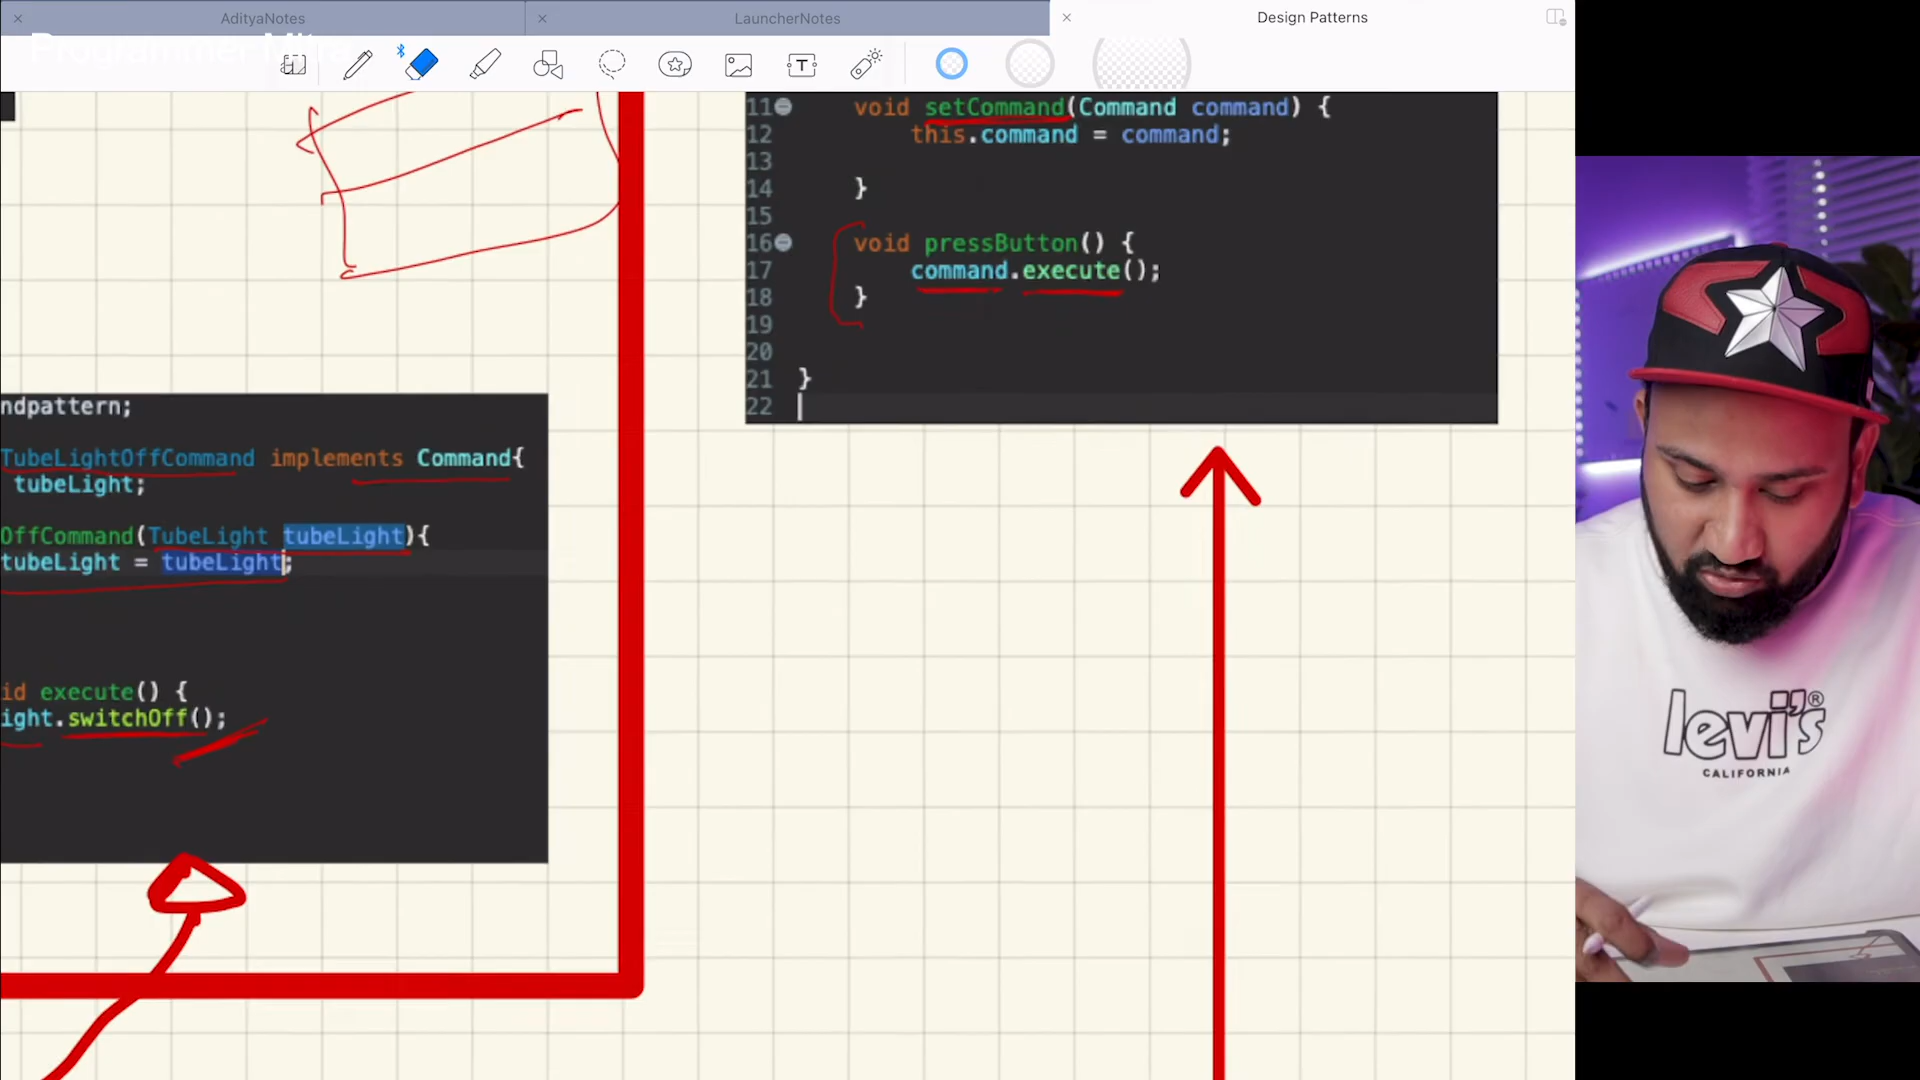 AdityaNotes
LauncherNotes
Design Patterns
Programmer Mitra
11 void setCommand(Command command) {
12 this.command = command;
13
14 }
15
16 void pressButton() {
17 command.execute();
18 }
19
20
21 }
22
ndpattern;
TubeLightOffCommand implements Command{
tubeLight;
OffCommand(TubeLight tubeLight){
tubeLight = tubeLight;
id execute() {
ight.switchOff();
levi's®
CALIFORNIA